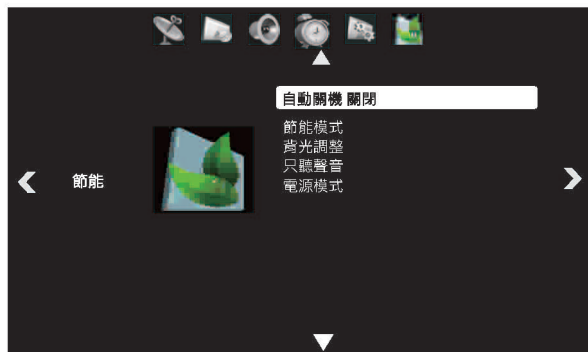 自動關機 關閉
節能模式
背光調整
只聽聲音
節能
電源模式